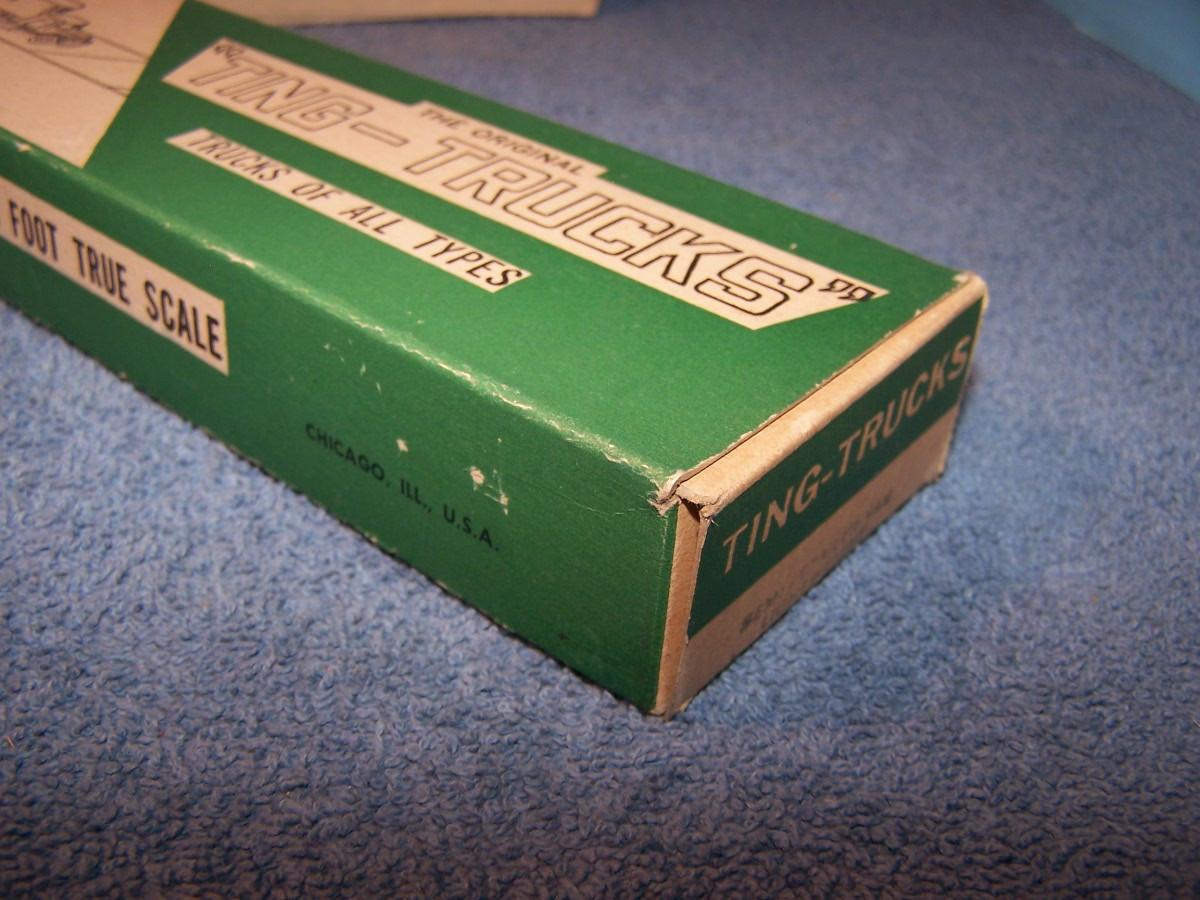 THE ORIGINAL
"TING-TRUCKS"
TRUCKS OF ALL TYPES
FOOT TRUE SCALE
CHICAGO, ILL., U.S.A.
TING-TRUCKS